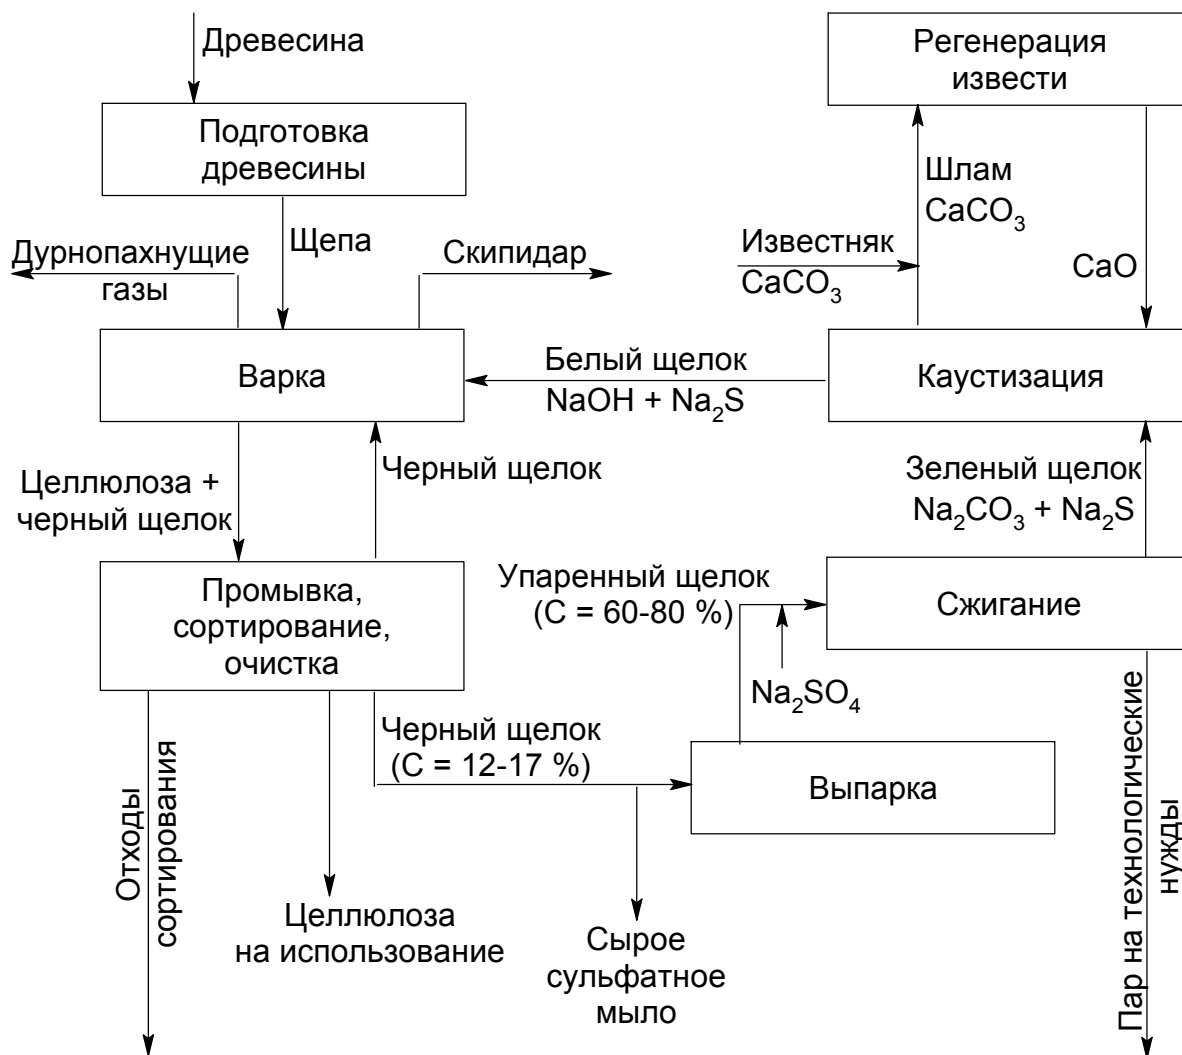 Древесина
Подготовка
древесины
Щепа
Дурнопахнущие
газы
Скипидар
Варка
Целлюлоза +
черный щелок
Черный щелок
Промывка,
сортирование,
очистка
Отходы
сортирования
Целлюлоза
на использование
Черный щелок
(С = 12-17 %)
Сырое
сульфатное
мыло
Выпарка
Упаренный щелок
(С = 60-80 %)
Na₂SO₄
Сжигание
Пар на технологические
нужды
Зеленый щелок
Na₂CO₃ + Na₂S
Каустизация
Белый щелок
NaOH + Na₂S
Известняк
CaCO₃
Шлам
CaCO₃
CaO
Регенерация
извести